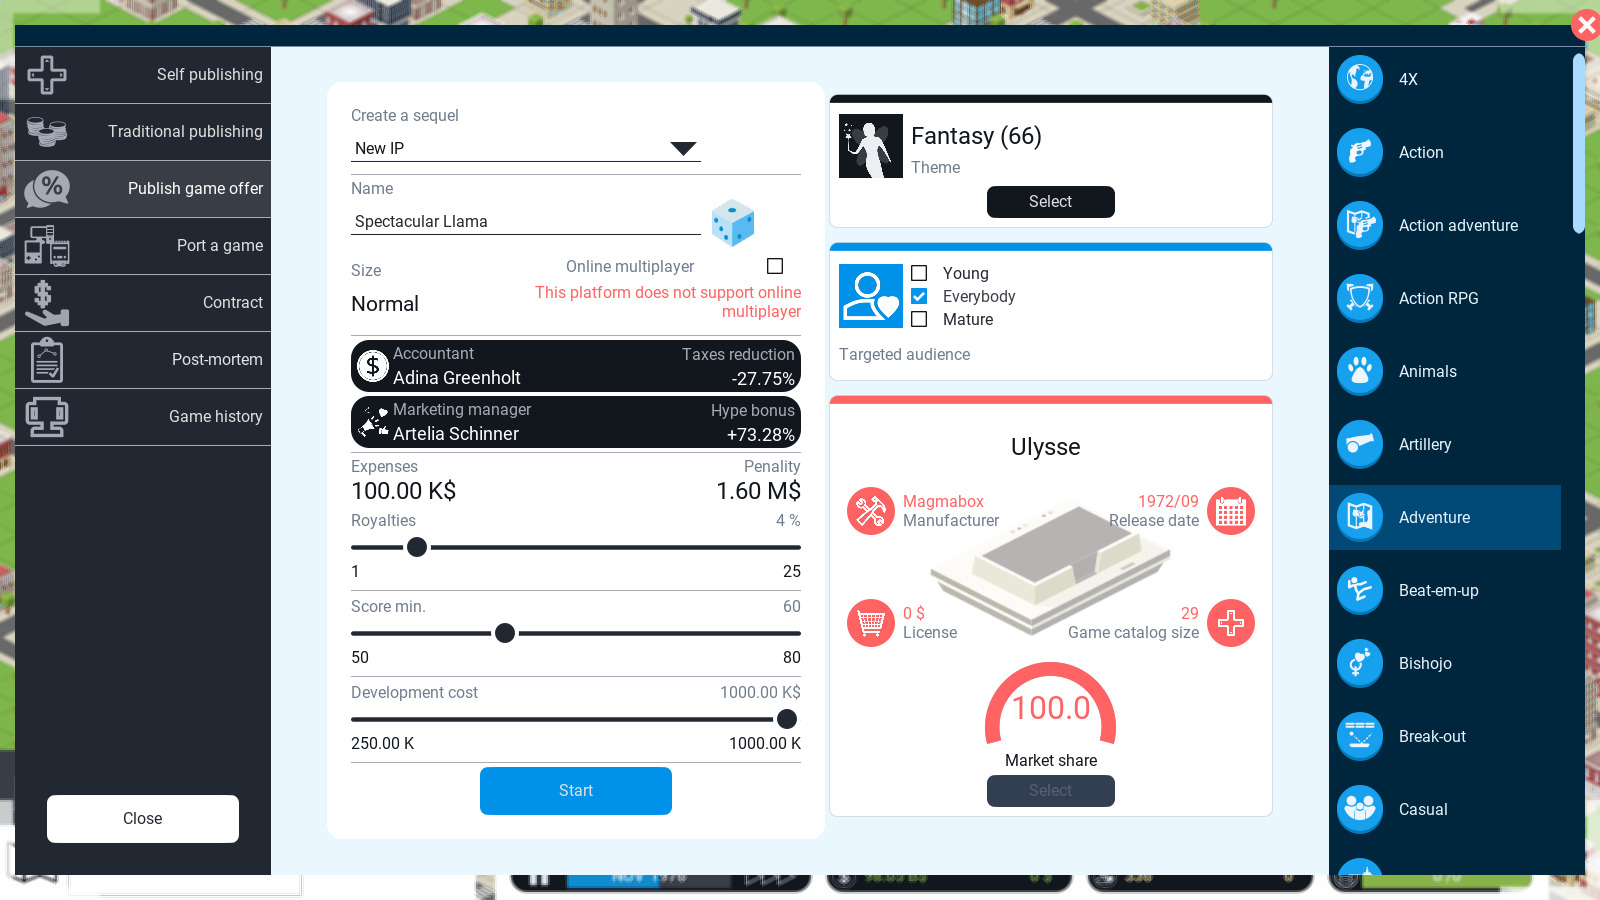 Self publishing
Traditional publishing
Publish game offer
Port a game
Contract
Post-mortem
Game history
Close
Create a sequel
New IP
Name
Spectacular Llama
Size
Normal
Online multiplayer
This platform does not support online
multiplayer
Accountant
Adina Greenholt
Taxes reduction
-27.75%
Marketing manager
Artelia Schinner
Hype bonus
+73.28%
Expenses
100.00 K$
Penality
1.60 M$
Royalties
4 %
1
25
Score min.
60
50
80
Development cost
1000.00 K$
250.00 K
1000.00 K
Start
Fantasy (66)
Theme
Select
Young
Everybody
Mature
Targeted audience
Ulysse
Magmabox
Manufacturer
1972/09
Release date
0 $
License
29
Game catalog size
100.0
Market share
Select
4X
Action
Action adventure
Action RPG
Animals
Artillery
Adventure
Beat-em-up
Bishojo
Break-out
Casual